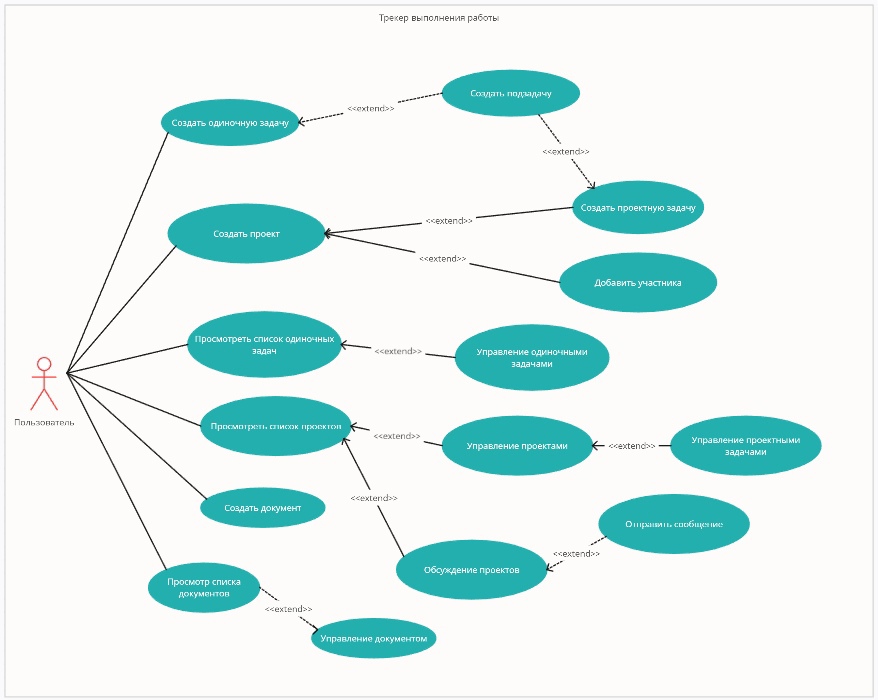 Трекер выполнения работы
Создать подзадачу
<<extend>>
Создать одиночную задачу
<<extend>>
Создать проектную задачу
<<extend>>
Создать проект
<<extend>>
Добавить участника
Просмотреть список одиночных
задач
<<extend>>
Управление одиночными
задачами
Пользователь
Просмотреть список проектов
<<extend>>
Управление проектами
<<extend>>
Управление проектными
задачами
<<extend>>
Создать документ
Отправить сообщение
<<extend>>
Обсуждение проектов
Просмотр списка
документов
<<extend>>
Управление документом